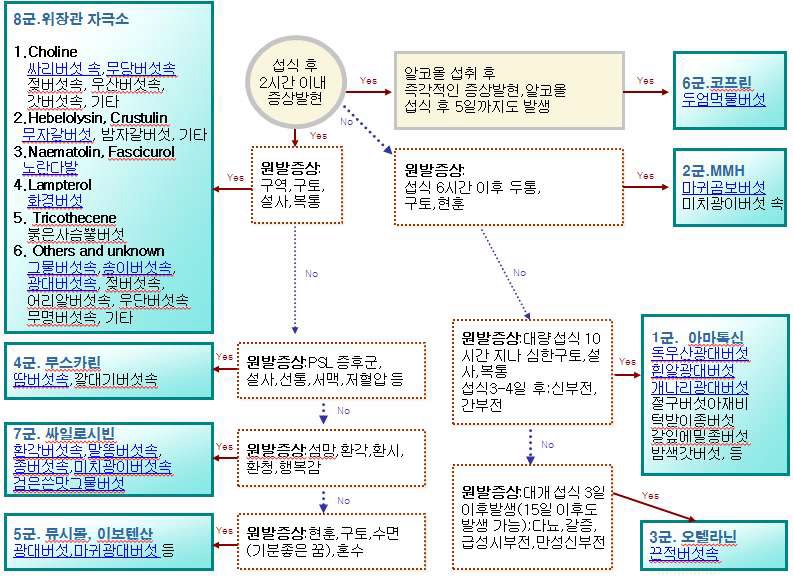 8군.위장관 자극소
1.Choline
싸리버섯 속,무당버섯속
젖버섯속, 우산버섯속,
갓버섯속, 기타
2.Hebelolysin, Crustulin
무자갈버섯, 밤자갈버섯, 기타
3.Naematolin, Fascicurol
노란다발
4.Lampterol
화경버섯
5. Tricothecene
붉은사슴뿔버섯
6. Others and unknown
그물버섯속,송이버섯속,
광대버섯속, 젖버섯속,
어리알버섯속, 우단버섯속
무명버섯속, 기타
섭식 후
2시간 이내
증상발현
Yes
No
Yes
알코올 섭취 후
즉각적인 증상발현,알코올
섭식 후 5일까지도 발생
Yes
6군.코프린
두엄먹물버섯
원발증상:
구역,구토,
설사,복통
Yes
No
원발증상:
섭식 6시간 이후 두통,
구토,현훈
Yes
No
2군.MMH
마귀곰보버섯
미치광이버섯 속
4군. 무스카린
땀버섯속,깔대기버섯속
Yes
원발증상:PSL 증후군,
설사,선통,서맥,저혈압 등
No
원발증상:대량 섭식 10
시간 지나 심한구토,설
사,복통
섭식3-4일 후:신부전,
간부전
Yes
No
1군. 아마톡신
독우산광대버섯
흰알광대버섯
개나리광대버섯
절구버섯아재비
턱받이종버섯
갈잎에밀종버섯
밤색갓버섯, 등
7군. 싸일로시빈
환각버섯속,말똥버섯속,
종버섯속,미치광이버섯속
검은쓴맛그물버섯
Yes
원발증상:섬망,환각,환시,
환청,행복감
No
5군. 뮤시몰, 이보텐산
광대버섯,마귀광대버섯 등
Yes
원발증상:현훈,구토,수면
(기분좋은 꿈),혼수
원발증상:대개 섭식 3일
이후발생(15일 이후도
발생 가능);다뇨,갈증,
급성시부전,만성신부전
Yes
3군. 오렐라닌
끈적버섯속